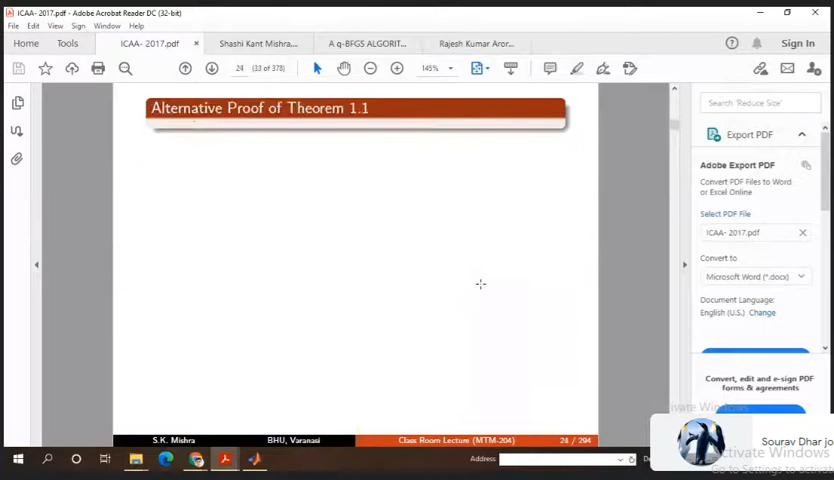 ICAA- 2017.pdf - Adobe Acrobat Reader DC (32-bit)
File Edit View Sign Window Help
Home Tools ICAA- 2017.pdf × Shashi Kant Mishra,... A q-BFGS ALGORIT... Rajesh Kumar Aror... Sign In
24 (33 of 378) 145%
Alternative Proof of Theorem 1.1
S.K. Mishra BHU, Varanasi Class Room Lecture (MTM-204) 24 / 294
Search 'Reduce Size'
Export PDF
Adobe Export PDF
Convert PDF Files to Word
or Excel Online
Select PDF File
ICAA- 2017.pdf
Convert to
Microsoft Word (*.docx)
Document Language:
English (U.S.) Change
Convert, edit and e-sign PDF
forms & agreements
Sourav Dhar jo
Activate Windows
Go to Settings to activat
Address